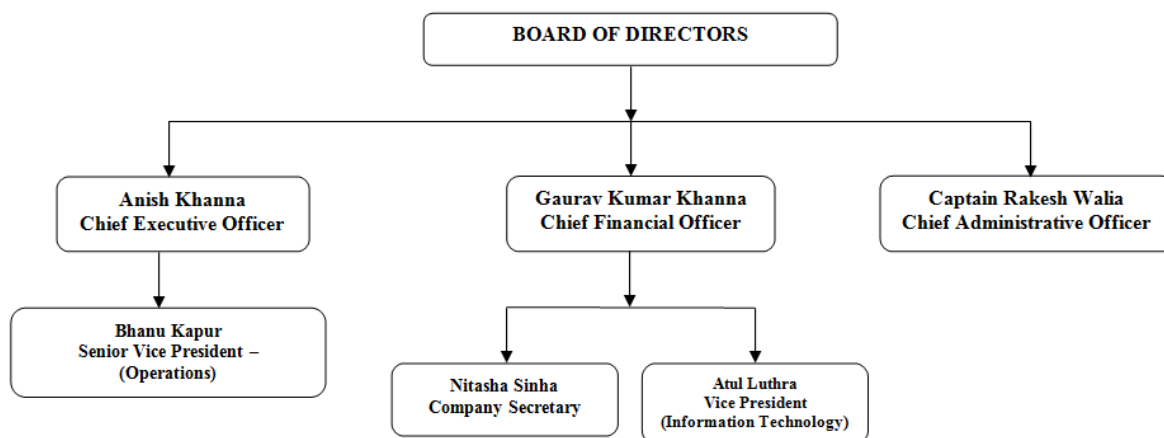 BOARD OF DIRECTORS
Anish Khanna
Chief Executive Officer
Gaurav Kumar Khanna
Chief Financial Officer
Captain Rakesh Walia
Chief Administrative Officer
Bhanu Kapur
Senior Vice President –
(Operations)
Nitasha Sinha
Company Secretary
Atul Luthra
Vice President
(Information Technology)